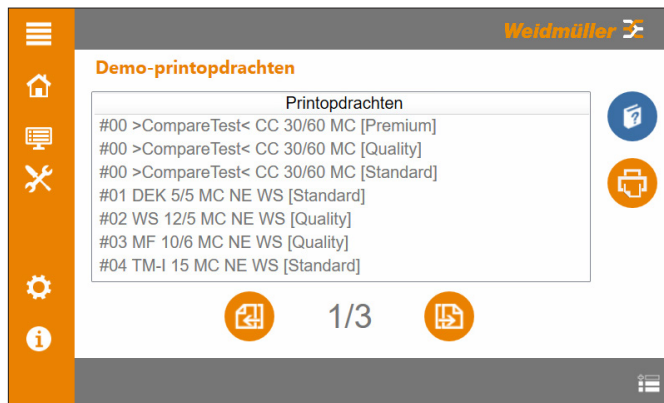 Weidmüller
Demo-printopdrachten
Printopdrachten
#00 >CompareTest< CC 30/60 MC [Premium]
#00 >CompareTest< CC 30/60 MC [Quality]
#00 >CompareTest< CC 30/60 MC [Standard]
#01 DEK 5/5 MC NE WS [Standard]
#02 WS 12/5 MC NE WS [Quality]
#03 MF 10/6 MC NE WS [Quality]
#04 TM-I 15 MC NE WS [Standard]
1/3